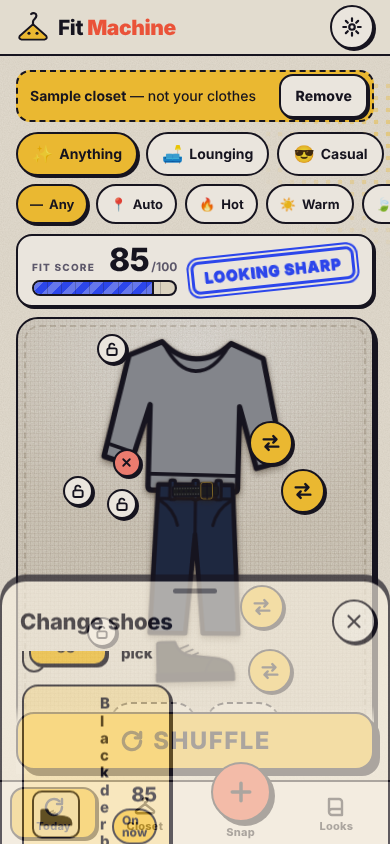 Fit Machine
Sample closet — not your clothes
Remove
Anything
Lounging
Casual
— Any
Auto
Hot
Warm
FIT SCORE
85/100
LOOKING SHARP
Change shoes
pick
SHUFFLE
B
l
a
c
k
d
e
r
b
85
On
now
Today
Closet
Snap
Looks